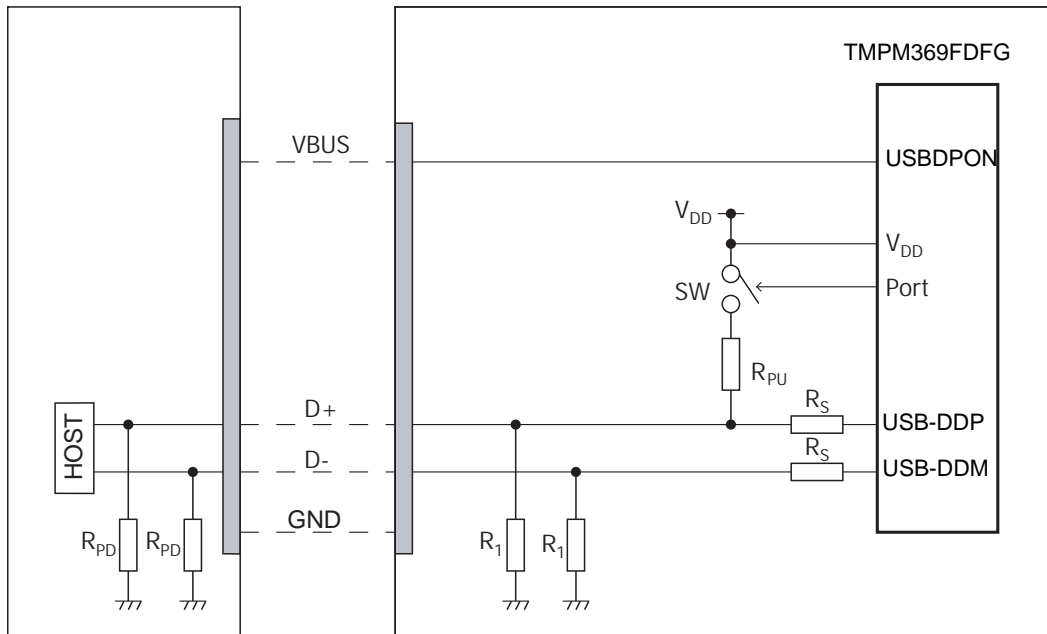 TMPM369FDFG
VBUS
USBDPON
VDD
VDD
SW
Port
RPU
HOST
D+
RS
USB-DDP
D-
RS
USB-DDM
GND
RPD
RPD
R1
R1